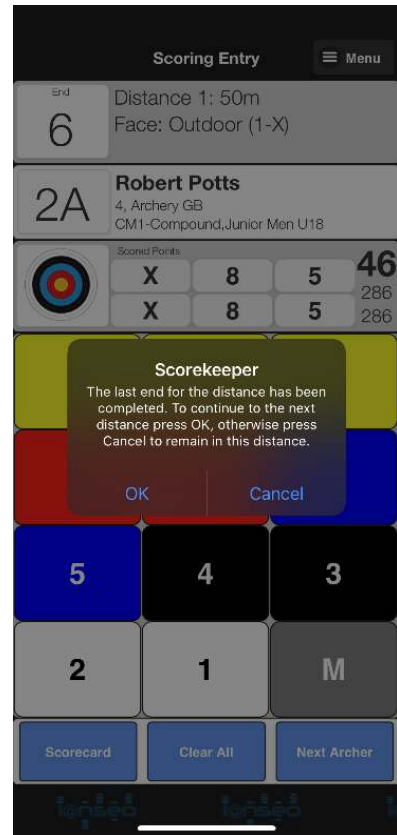 Scoring Entry
Menu
End
6
Distance 1: 50m
Face: Outdoor (1-X)
2A
Robert Potts
4, Archery GB
CM1-Compound,Junior Men U18
Scored Points
X 8 5
46
286
X 8 5
286
Scorekeeper
The last end for the distance has been
completed. To continue to the next
distance press OK, otherwise press
Cancel to remain in this distance.
OK Cancel
5 4 3
2 1 M
Scorecard Clear All Next Archer
ianseo ianseo